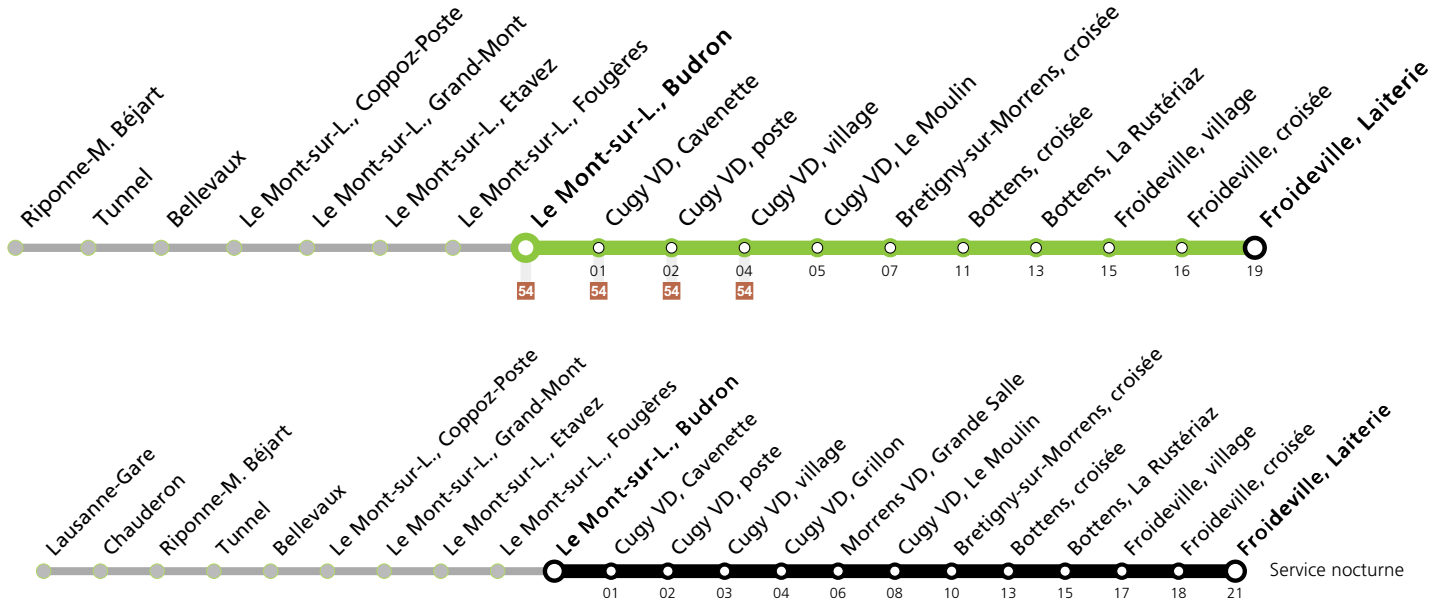 Riponne-M. Béjart
Tunnel
Bellevaux
Le Mont-sur-L., Coppoz-Poste
Le Mont-sur-L., Grand-Mont
Le Mont-sur-L., Etavez
Le Mont-sur-L., Fougères
Le Mont-sur-L., Budron
Cugy VD, Cavenette
Cugy VD, poste
Cugy VD, village
Cugy VD, Le Moulin
Bretigny-sur-Morrens, croisée
Bottens, croisée
Bottens, La Rustériaz
Froideville, village
Froideville, croisée
Froideville, Laiterie
01 02 04 05 07 11 13 15 16 19
54 54 54 54
Lausanne-Gare
Chauderon
Riponne-M. Béjart
Tunnel
Bellevaux
Le Mont-sur-L., Coppoz-Poste
Le Mont-sur-L., Grand-Mont
Le Mont-sur-L., Etavez
Le Mont-sur-L., Fougères
Le Mont-sur-L., Budron
Cugy VD, Cavenette
Cugy VD, poste
Cugy VD, village
Cugy VD, Grillon
Morrens VD, Grande Salle
Cugy VD, Le Moulin
Bretigny-sur-Morrens, croisée
Bottens, croisée
Bottens, La Rustériaz
Froideville, village
Froideville, croisée
Froideville, Laiterie
Service nocturne
01 02 03 04 06 08 10 13 15 17 18 21